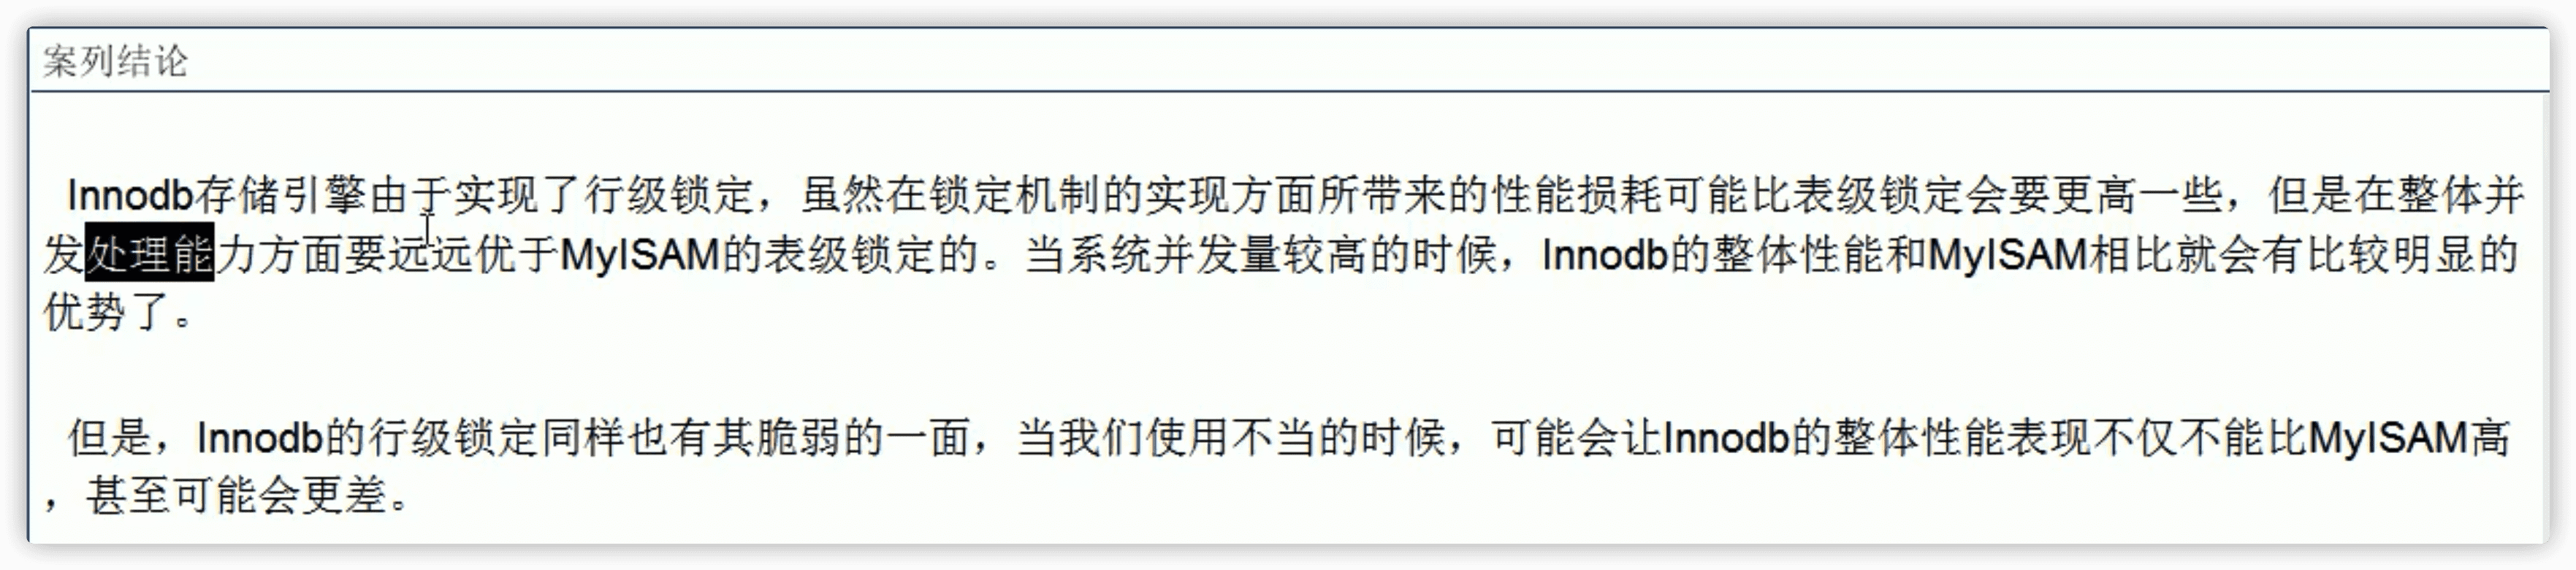 案列结论
Innodb存储引擎由于实现了行级锁定，虽然在锁定机制的实现方面所带来的性能损耗可能比表级锁定会要更高一些，但是在整体并
发处理能力方面要远远优于MyISAM的表级锁定的。当系统并发量较高的时候，Innodb的整体性能和MyISAM相比就会有比较明显的
优势了。
但是，Innodb的行级锁定同样也有其脆弱的一面，当我们使用不当的时候，可能会让Innodb的整体性能表现不仅不能比MyISAM高
，甚至可能会更差。